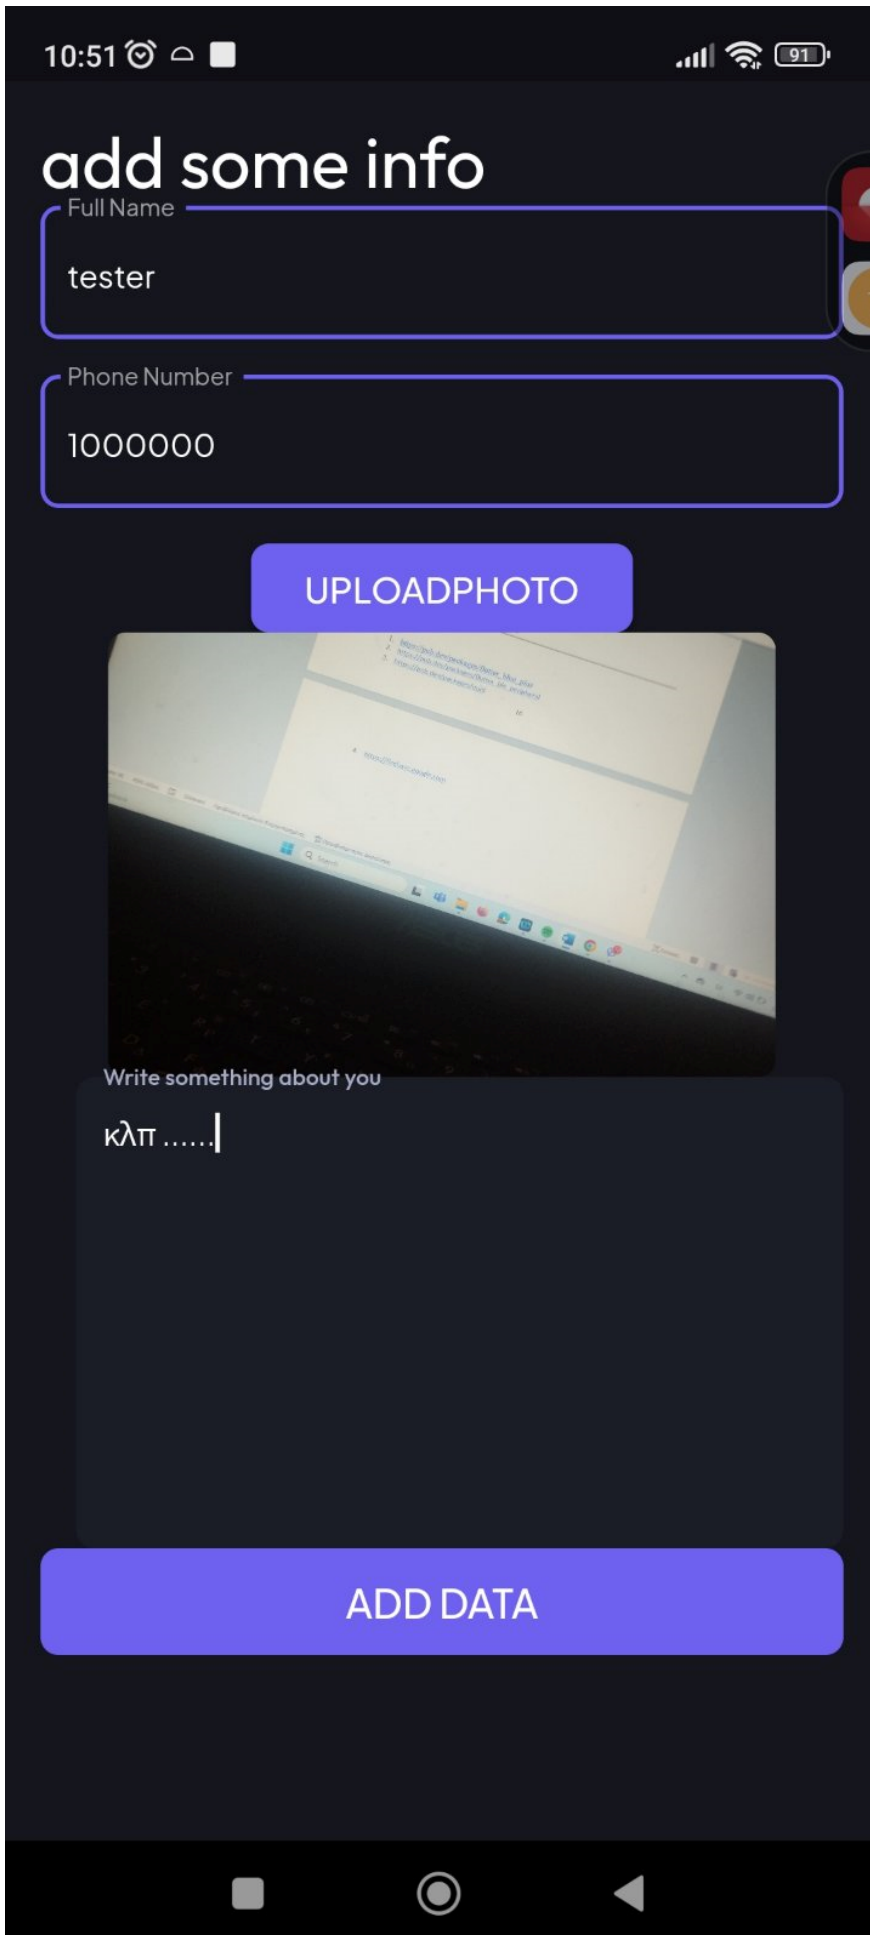 10:51
91
add some info
Full Name
tester
Phone Number
1000000
UPLOADPHOTO
Search
Write something about you
κλπ ......
ADD DATA